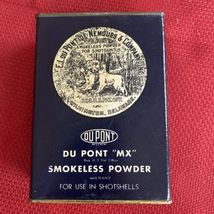 E.I. DU PONT DE NEMOURS & COMPANY
SMOKELESS POWDER
FOR SHOTGUNS
WILMINGTON, DELAWARE.
DU PONT
DU PONT "MX"
SMOKELESS POWDER
FOR USE IN SHOTSHELLS